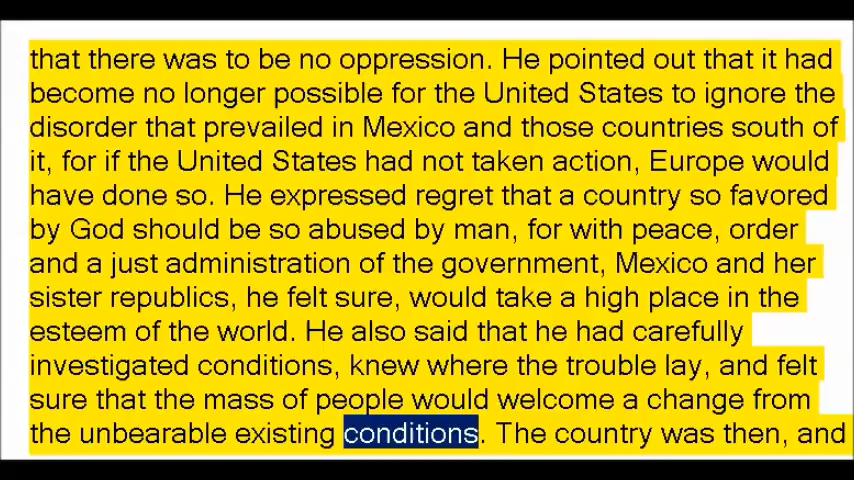 that there was to be no oppression. He pointed out that it had
become no longer possible for the United States to ignore the
disorder that prevailed in Mexico and those countries south of
it, for if the United States had not taken action, Europe would
have done so. He expressed regret that a country so favored
by God should be so abused by man, for with peace, order
and a just administration of the government, Mexico and her
sister republics, he felt sure, would take a high place in the
esteem of the world. He also said that he had carefully
investigated conditions, knew where the trouble lay, and felt
sure that the mass of people would welcome a change from
the unbearable existing conditions. The country was then, and